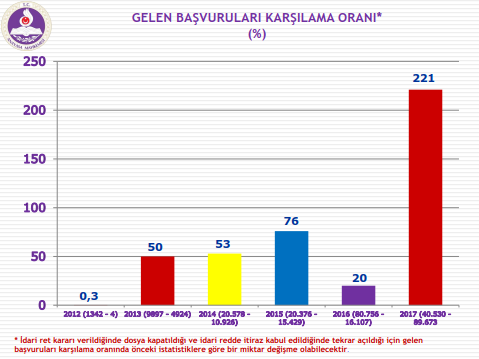 GELEN BAŞVURULARI KARŞILAMA ORANI*
(%)
250
200
150
100
50
0
0,3
50
53
76
20
221
2012 (1342 - 4)
2013 (9897 - 4924)
2014 (20.578 -
10.926)
2015 (20.376 -
15.429)
2016 (80.756 -
16.107)
2017 (40.530 -
89.673
* İdari ret kararı verildiğinde dosya kapatıldığı ve idari redde itiraz kabul edildiğinde tekrar açıldığı için gelen
başvuruları karşılama oranında önceki istatistiklere göre bir miktar değişme olabilecektir.